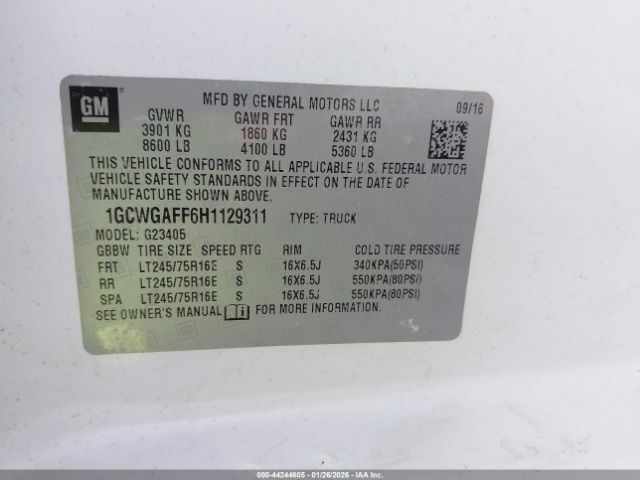 GM
MFD BY GENERAL MOTORS LLC
09/16
GVWR GAWR FRT GAWR RR
3901 KG 1860 KG 2431 KG
8600 LB 4100 LB 5360 LB
THIS VEHICLE CONFORMS TO ALL APPLICABLE U.S. FEDERAL MOTOR
VEHICLE SAFETY STANDARDS IN EFFECT ON THE DATE OF
MANUFACTURE SHOWN ABOVE.
1GCWGAFF6H1129311 TYPE: TRUCK
MODEL: G23405
GBBW TIRE SIZE SPEED RTG RIM COLD TIRE PRESSURE
FRT LT245/75R16E S 16X6.5J 340KPA(50PSI)
RR LT245/75R16E S 16X6.5J 550KPA(80PSI)
SPA LT245/75R16E S 16X6.5J 550KPA(80PSI)
SEE OWNER'S MANUAL i FOR MORE INFORMATION.
000-44244605 | 01/26/2026 | IAA Inc.